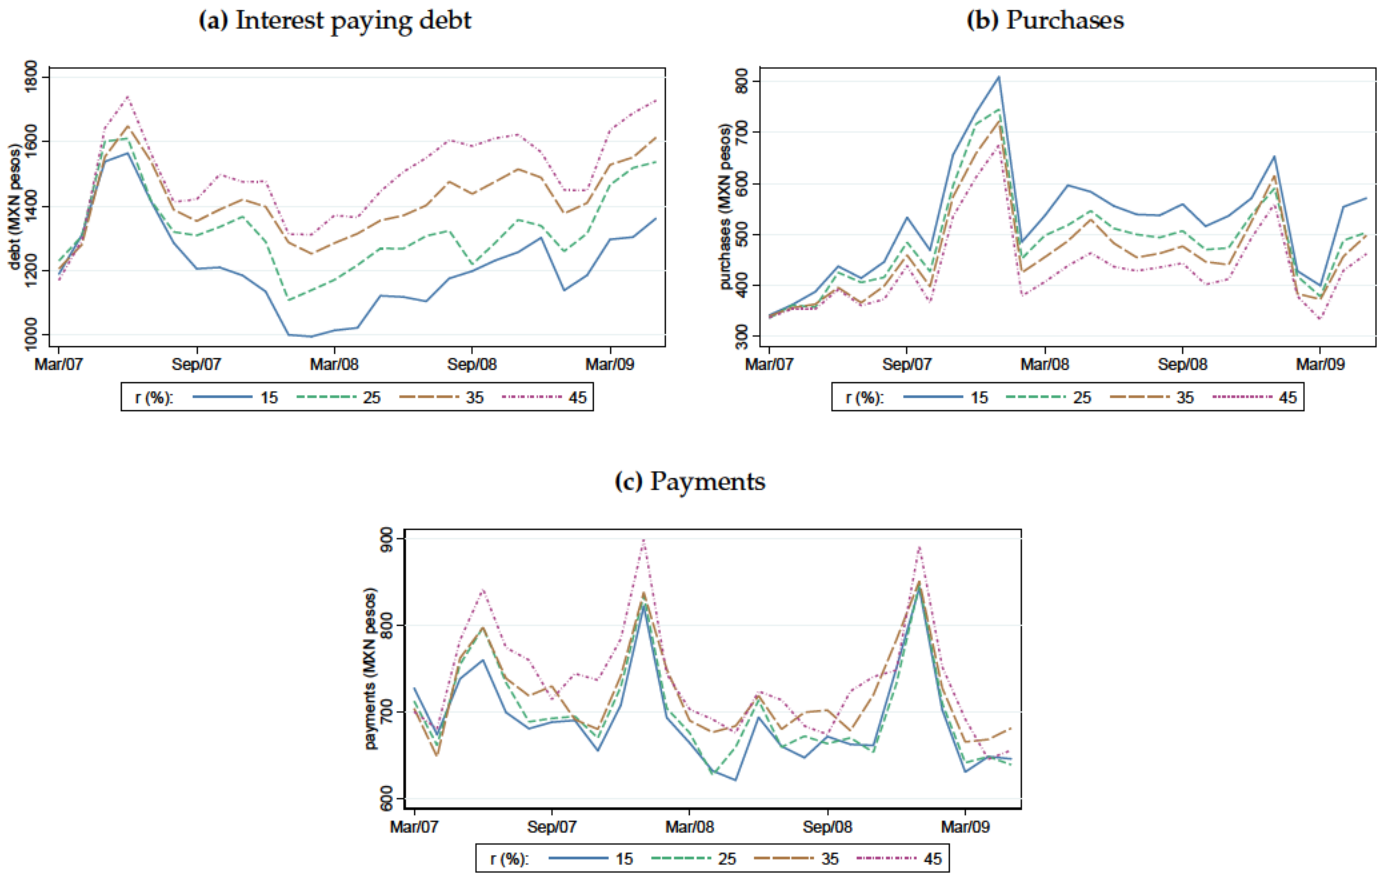 (a) Interest paying debt
(b) Purchases
debt (MXN pesos)
1800
1600
1400
1200
1000
Mar/07 Sep/07 Mar/08 Sep/08 Mar/09
r (%): 15 25 35 45
purchases (MXN pesos)
800
700
600
500
400
300
Mar/07 Sep/07 Mar/08 Sep/08 Mar/09
r (%): 15 25 35 45
(c) Payments
payments (MXN pesos)
900
800
700
600
Mar/07 Sep/07 Mar/08 Sep/08 Mar/09
r (%): 15 25 35 45